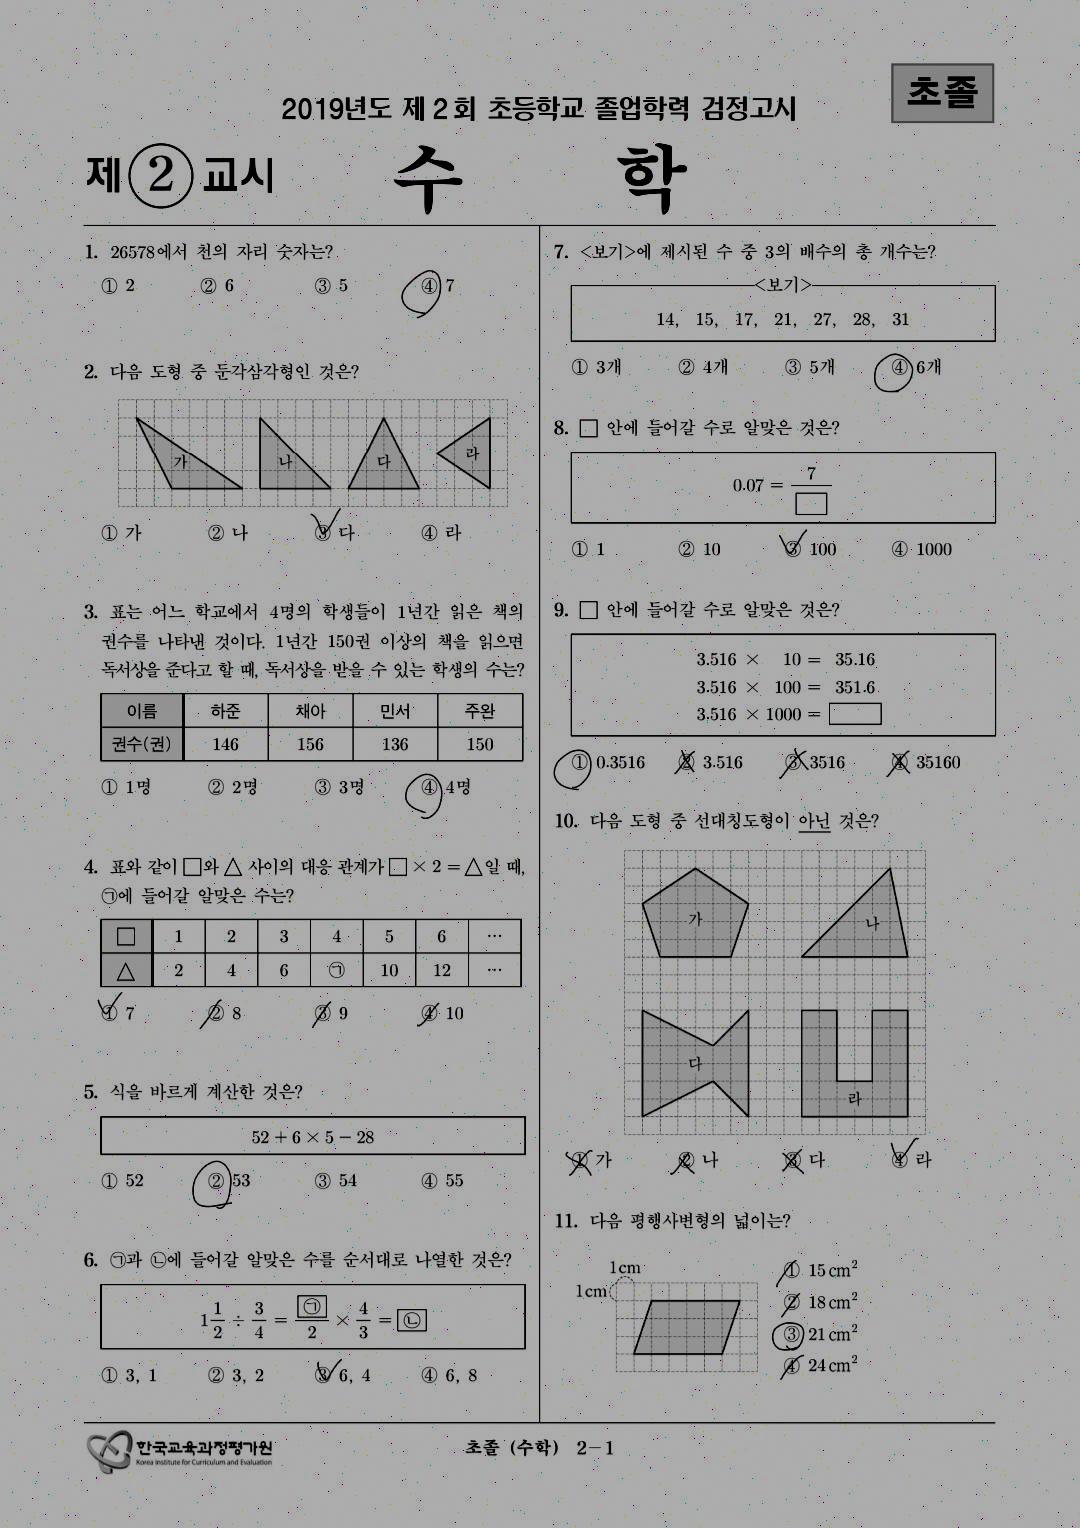 초졸
2019년도 제 2 회 초등학교 졸업학력 검정고시
제 2 교시 수 학
1. 26578에서 천의 자리 숫자는?
① 2 ② 6 ③ 5 ④ 7
2. 다음 도형 중 둔각삼각형인 것은?
가 나 다 라
① 가 ② 나 ③ 다 ④ 라
3. 표는 어느 학교에서 4명의 학생들이 1년간 읽은 책의
권수를 나타낸 것이다. 1년간 150권 이상의 책을 읽으면
독서상을 준다고 할 때, 독서상을 받을 수 있는 학생의 수는?
이름 하준 채아 민서 주완
권수(권) 146 156 136 150
① 1명 ② 2명 ③ 3명 ④ 4명
4. 표와 같이 □와 △ 사이의 대응 관계가 □ × 2 = △일 때,
㉠에 들어갈 알맞은 수는?
□ 1 2 3 4 5 6 ⋯
△ 2 4 6 ㉠ 10 12 ⋯
① 7 ② 8 ③ 9 ④ 10
5. 식을 바르게 계산한 것은?
52 + 6 × 5 − 28
① 52 ② 53 ③ 54 ④ 55
6. ㉠과 ㉡에 들어갈 알맞은 수를 순서대로 나열한 것은?
1 1/2 ÷ 3/4 = ㉠/2 × 4/3 = ㉡
① 3, 1 ② 3, 2 ③ 6, 4 ④ 6, 8
7. <보기>에 제시된 수 중 3의 배수의 총 개수는?
<보기>
14, 15, 17, 21, 27, 28, 31
① 3개 ② 4개 ③ 5개 ④ 6개
8. □ 안에 들어갈 수로 알맞은 것은?
0.07 = 7/□
① 1 ② 10 ③ 100 ④ 1000
9. □ 안에 들어갈 수로 알맞은 것은?
3.516 × 10 = 35.16
3.516 × 100 = 351.6
3.516 × 1000 = □
① 0.3516 ② 3.516 ③ 3516 ④ 35160
10. 다음 도형 중 선대칭도형이 아닌 것은?
가 나
다 라
① 가 ② 나 ③ 다 ④ 라
11. 다음 평행사변형의 넓이는?
1cm
1cm
① 15 cm²
② 18 cm²
③ 21 cm²
④ 24 cm²
한국교육과정평가원
Korea Institute for Curriculum and Evaluation
초졸 (수학) 2－1